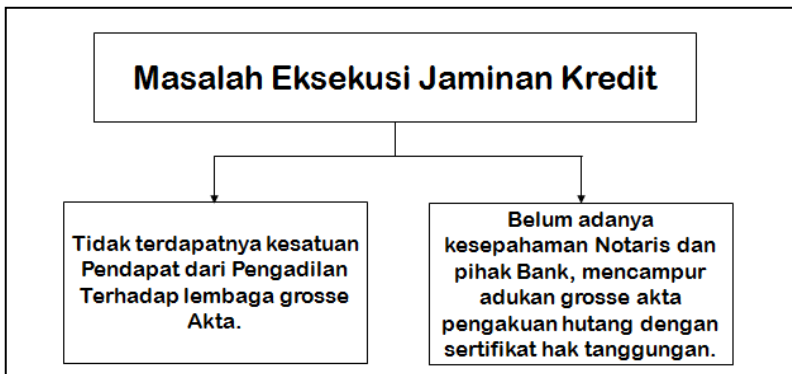 Masalah Eksekusi Jaminan Kredit
Tidak terdapatnya kesatuan
Pendapat dari Pengadilan
Terhadap lembaga grosse
Akta.
Belum adanya
kesepahaman Notaris dan
pihak Bank, mencampur
adukan grosse akta
pengakuan hutang dengan
sertifikat hak tanggungan.